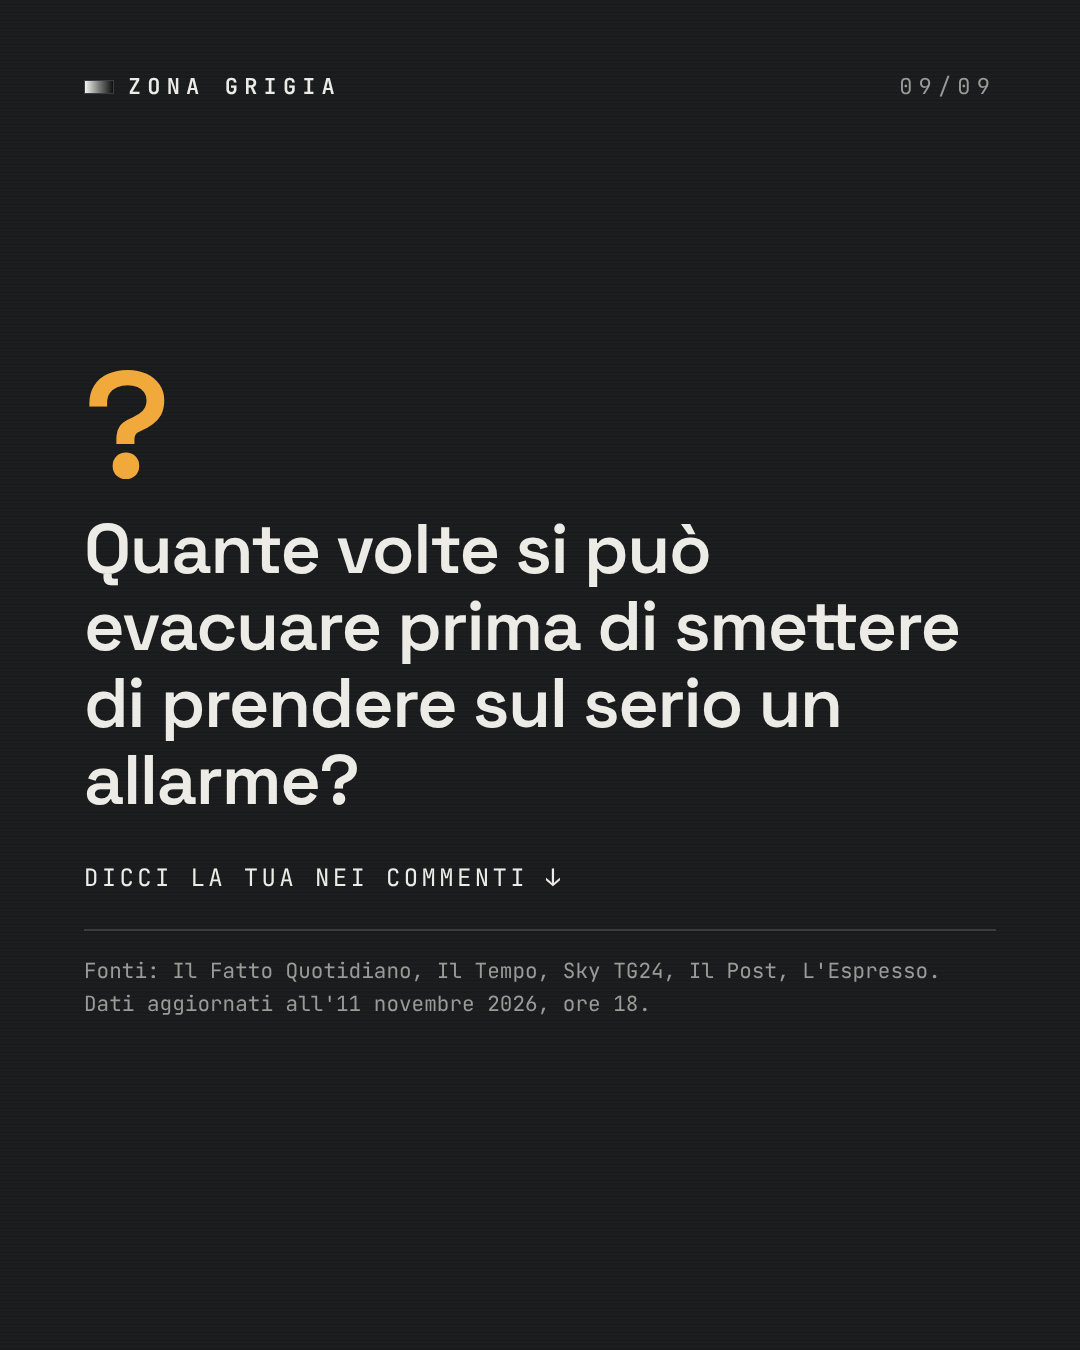 ZONA GRIGIA
09/09
?
Quante volte si può
evacuare prima di smettere
di prendere sul serio un
allarme?
DICCI LA TUA NEI COMMENTI ↓
Fonti: Il Fatto Quotidiano, Il Tempo, Sky TG24, Il Post, L'Espresso.
Dati aggiornati all'11 novembre 2026, ore 18.